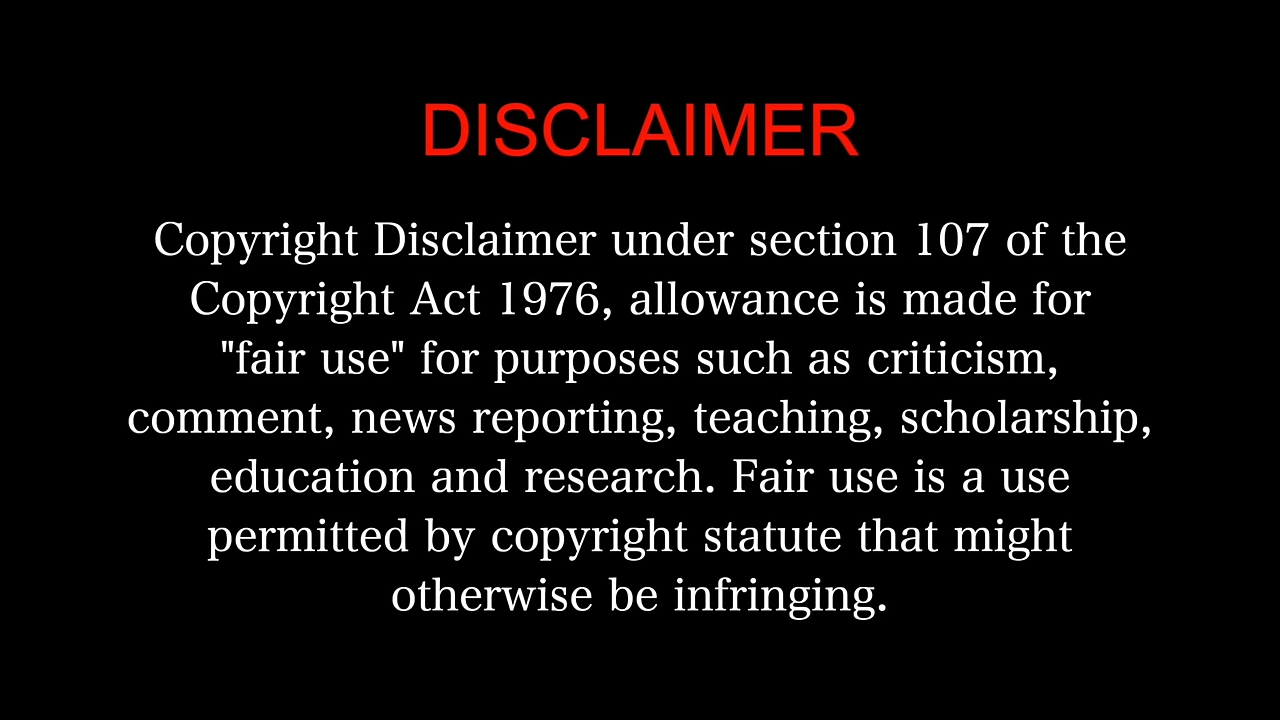 DISCLAIMER
Copyright Disclaimer under section 107 of the
Copyright Act 1976, allowance is made for
"fair use" for purposes such as criticism,
comment, news reporting, teaching, scholarship,
education and research. Fair use is a use
permitted by copyright statute that might
otherwise be infringing.